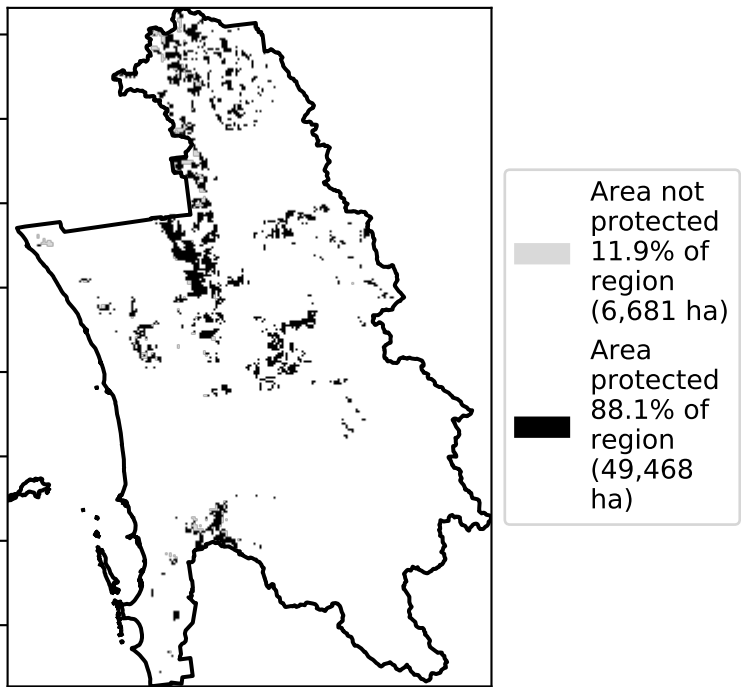 Area not
protected
11.9% of
region
(6,681 ha)
Area
protected
88.1% of
region
(49,468
ha)